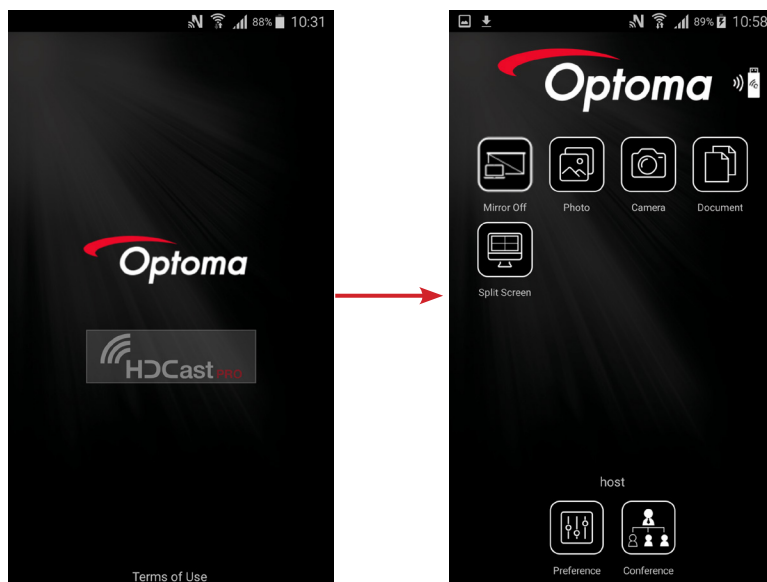 88% 10:31
Optoma
HDCast PRO
Terms of Use
89% 10:58
Optoma
Mirror Off Photo Camera Document
Split Screen
host
Preference Conference